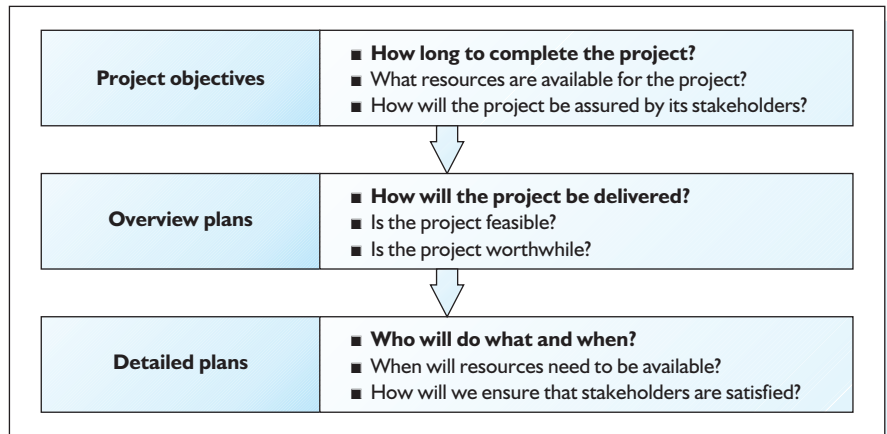 Project objectives
■ How long to complete the project?
■ What resources are available for the project?
■ How will the project be assured by its stakeholders?
Overview plans
■ How will the project be delivered?
■ Is the project feasible?
■ Is the project worthwhile?
Detailed plans
■ Who will do what and when?
■ When will resources need to be available?
■ How will we ensure that stakeholders are satisfied?